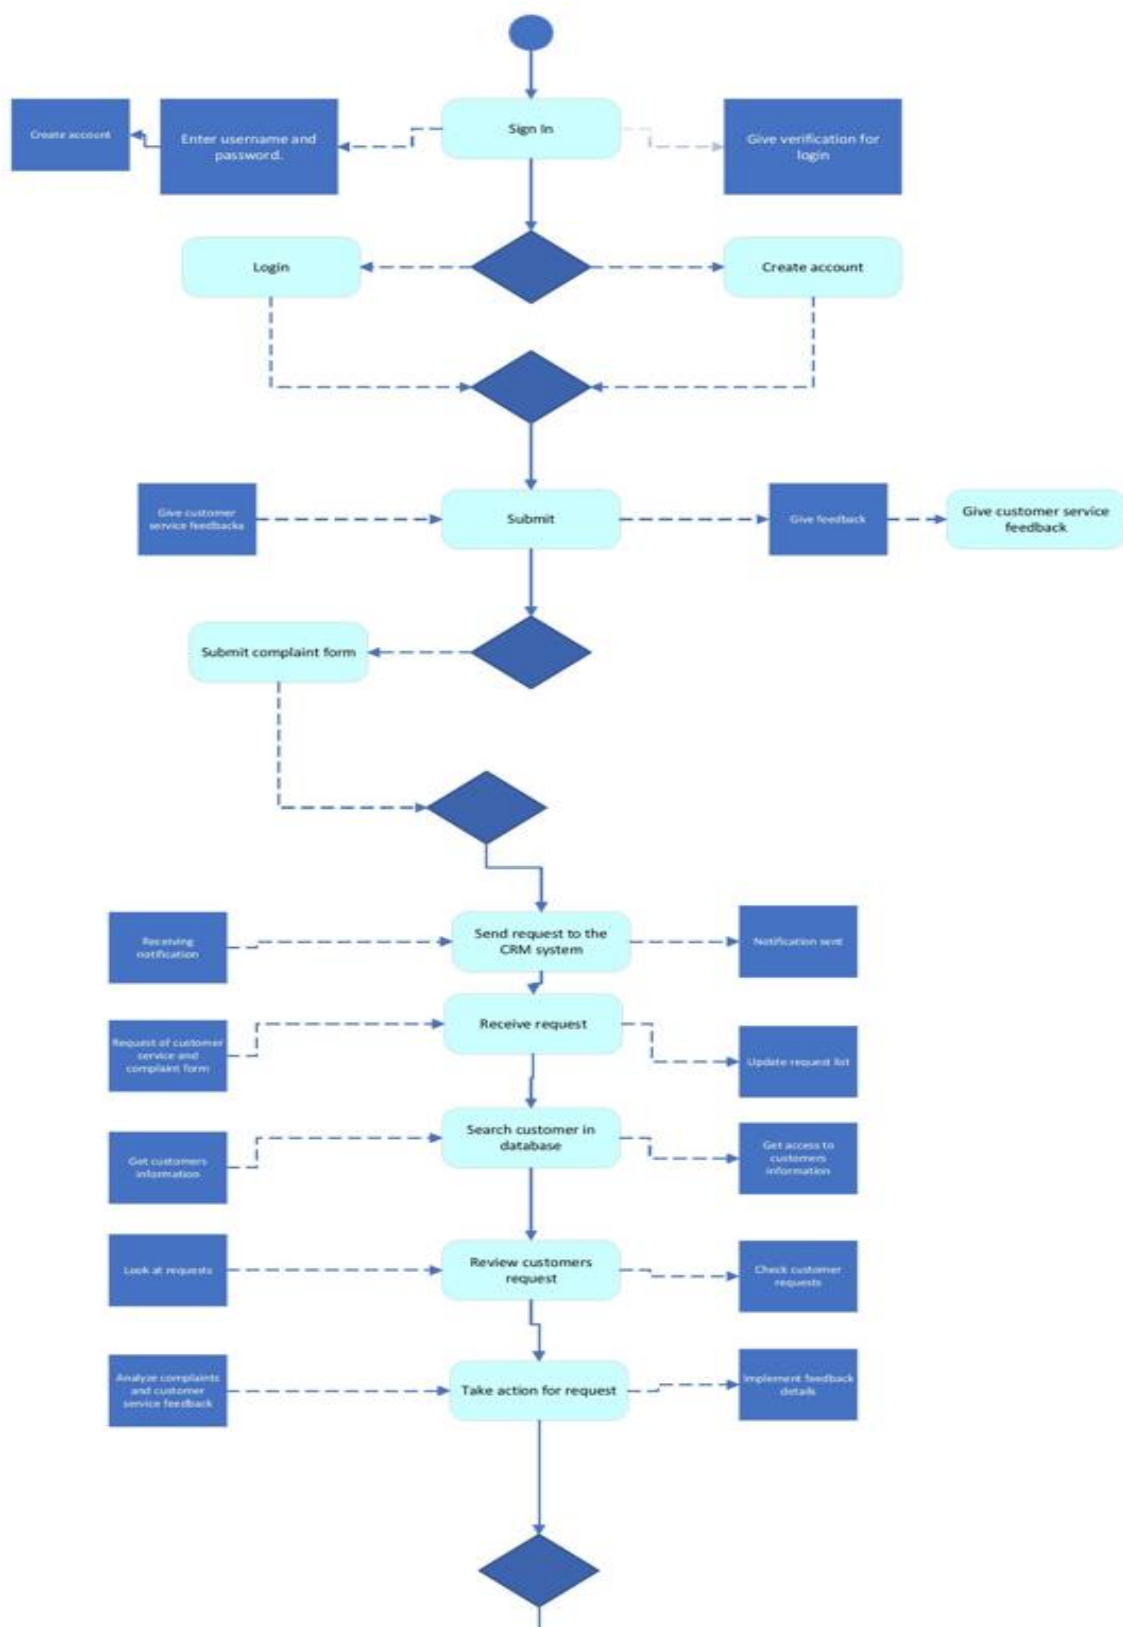 Sign In
Create account
Enter username and
password.
Give verification for
login
Login
Create account
Give customer
service feedbacks
Submit
Give feedback
Give customer service
feedback
Submit complaint form
Receiving
notification
Send request to the
CRM system
Notification sent
Request of customer
service and
complaint form
Receive request
Update request list
Get customers
information
Search customer in
database
Get access to
customers
information
Look at requests
Review customers
request
Check customer
requests
Analyze complaints
and customer
service feedback
Take action for request
Implement feedback
details